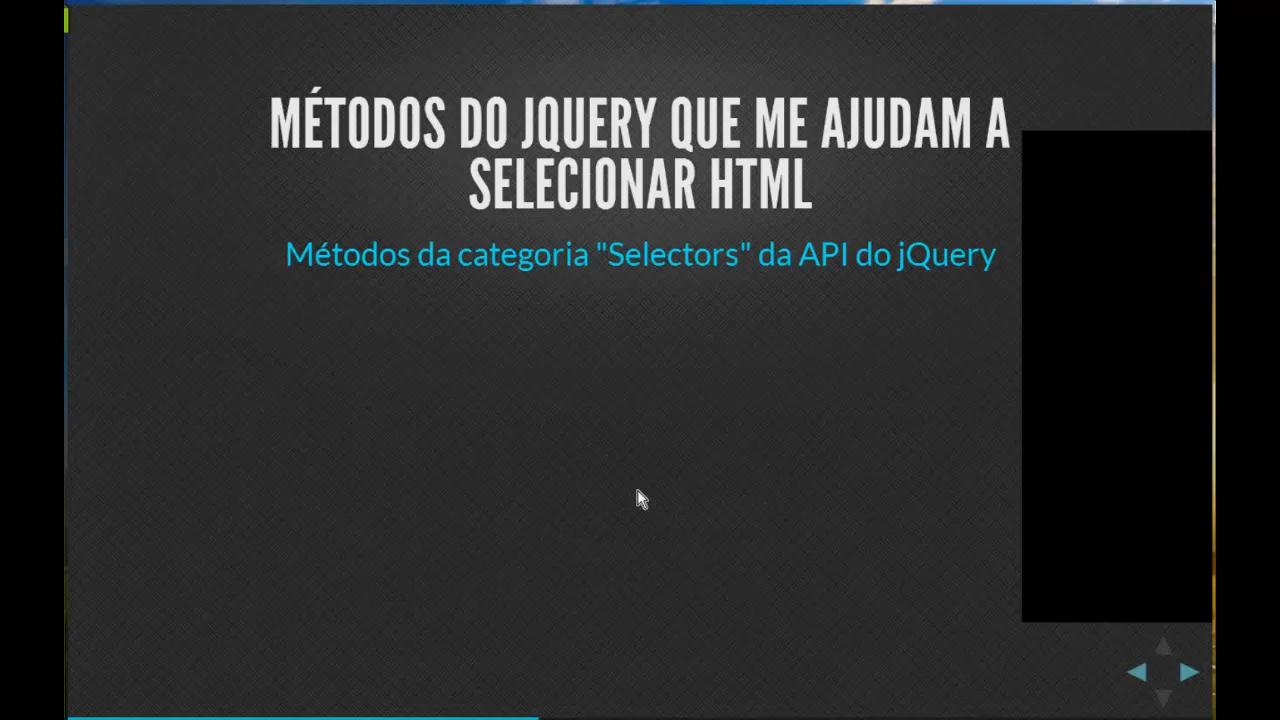 MÉTODOS DO JQUERY QUE ME AJUDAM A
SELECIONAR HTML
Métodos da categoria "Selectors" da API do jQuery